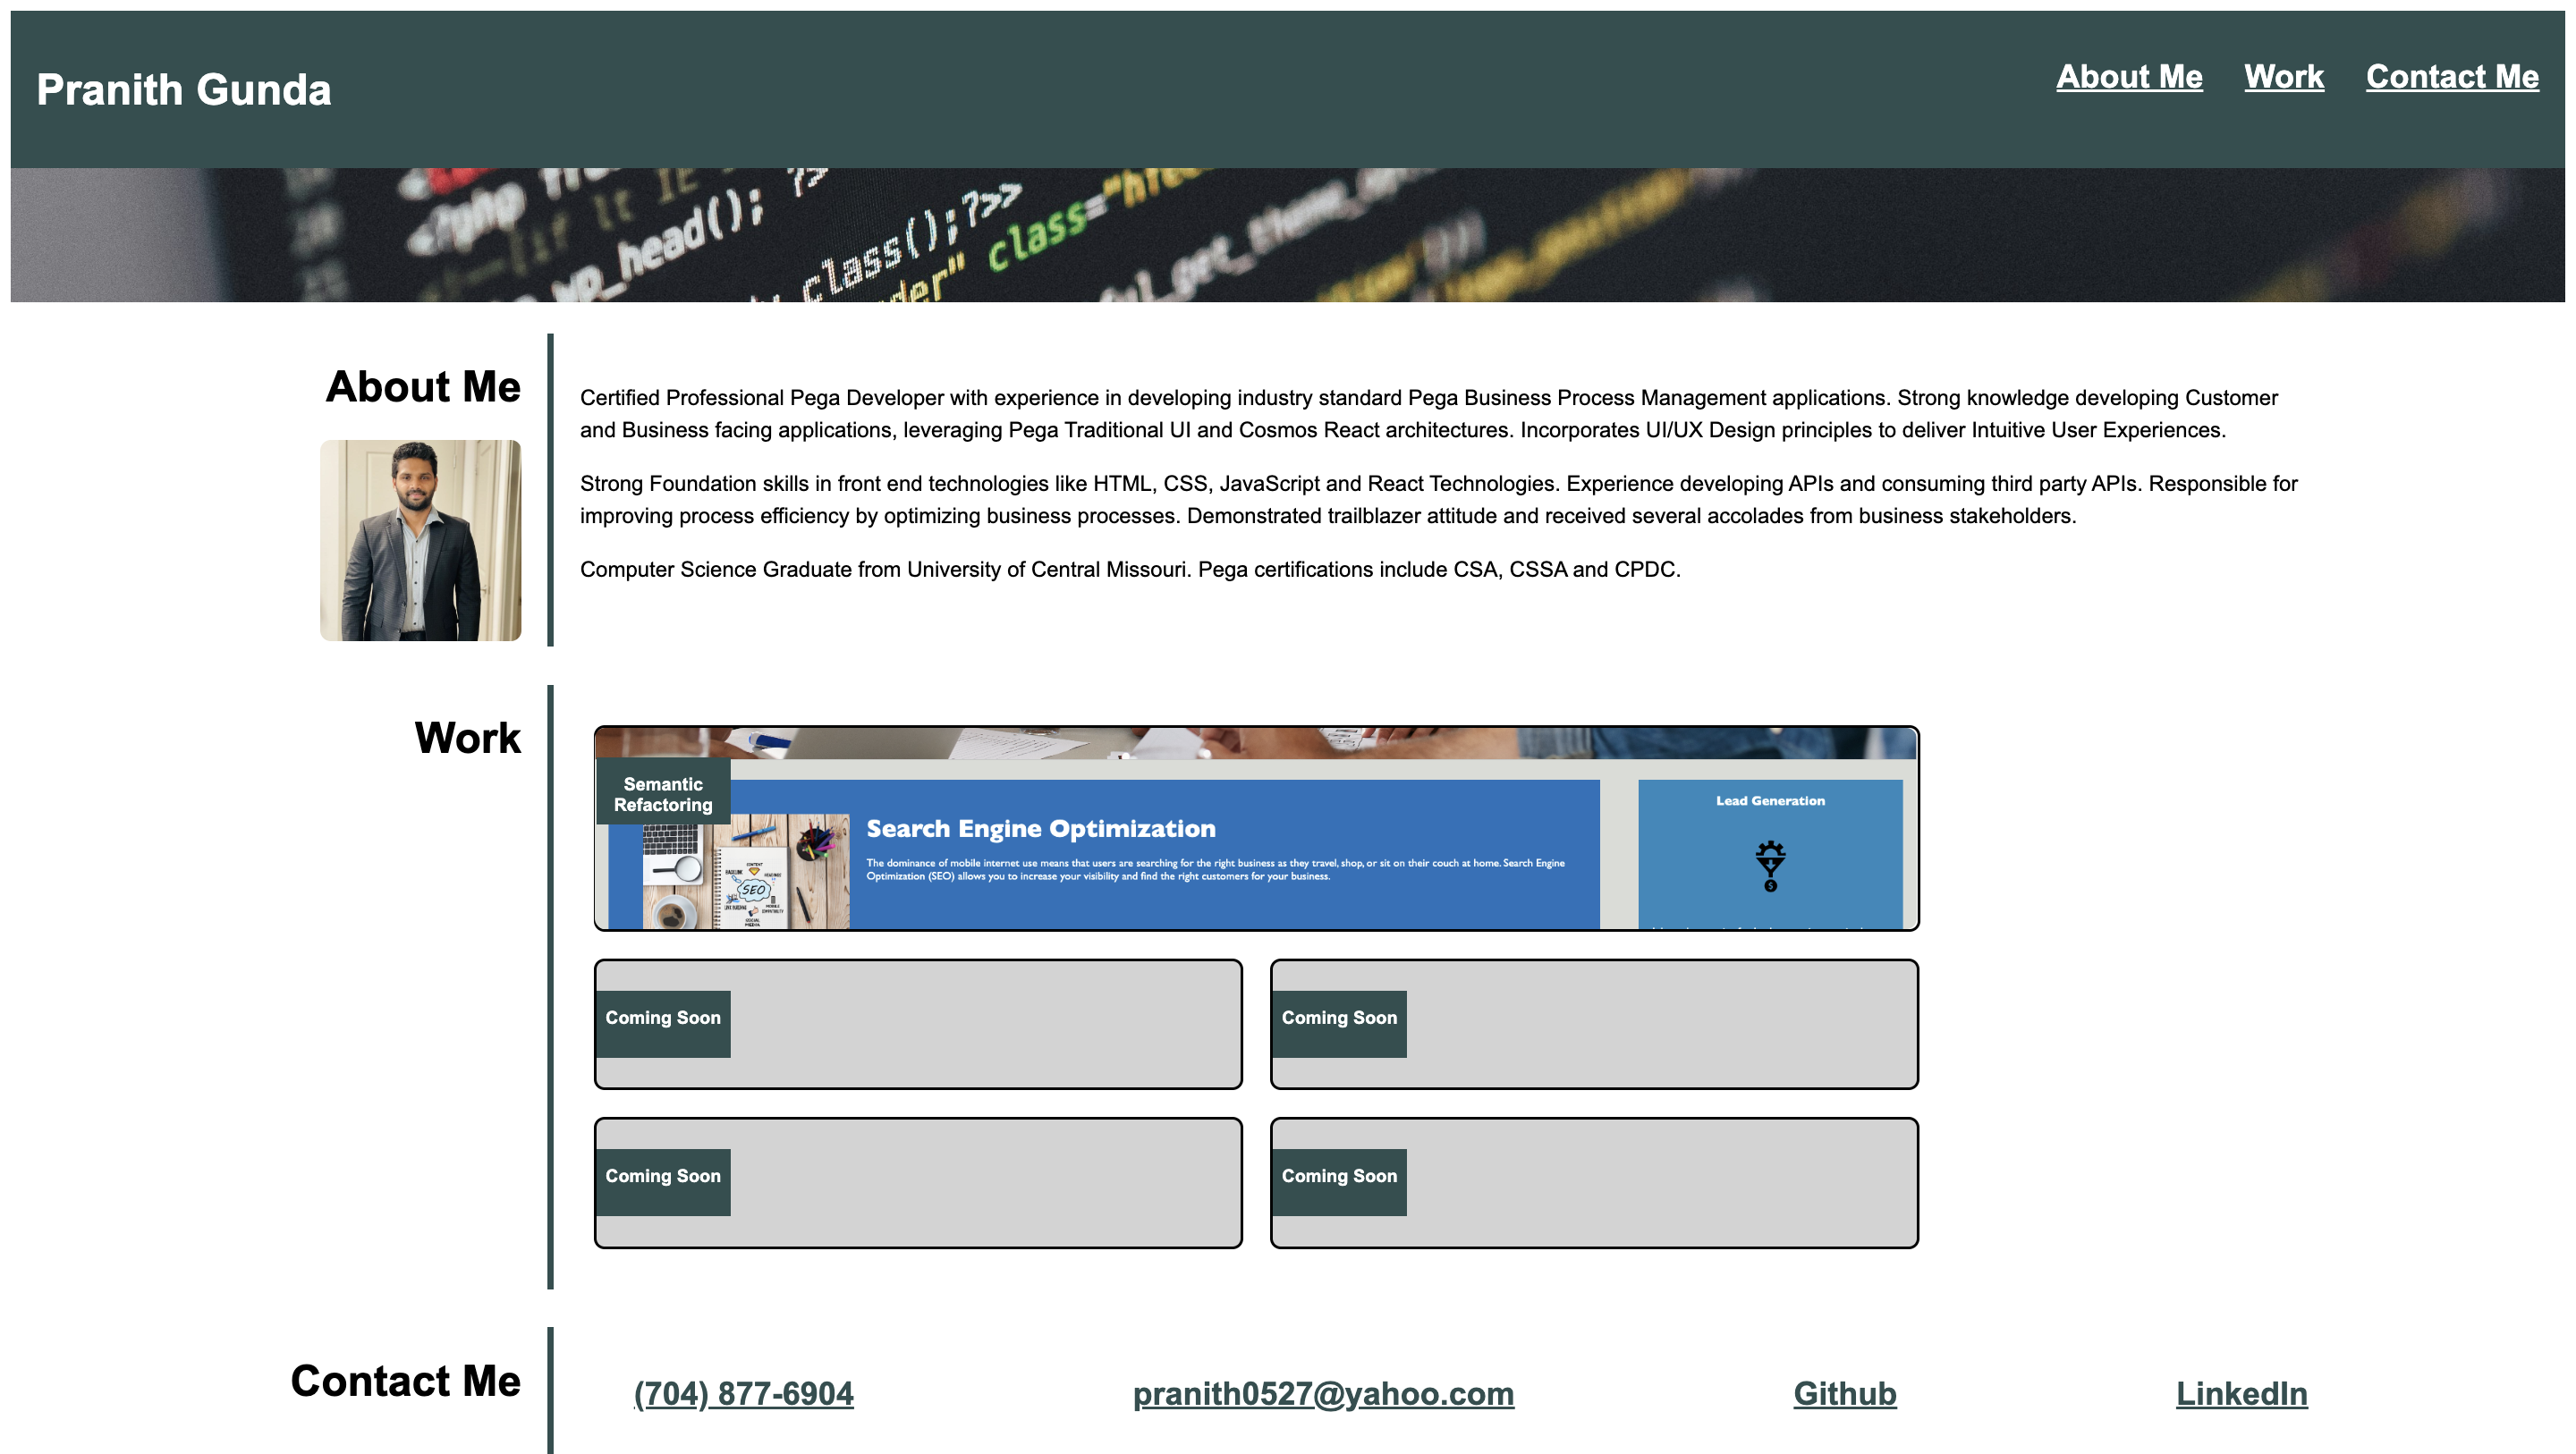 Pranith Gunda
About Me
Work
Contact Me
<?php
wp_head(); ?>
class();?>>
class="
About Me
Certified Professional Pega Developer with experience in developing industry standard Pega Business Process Management applications. Strong knowledge developing Customer
and Business facing applications, leveraging Pega Traditional UI and Cosmos React architectures. Incorporates UI/UX Design principles to deliver Intuitive User Experiences.
Strong Foundation skills in front end technologies like HTML, CSS, JavaScript and React Technologies. Experience developing APIs and consuming third party APIs. Responsible for
improving process efficiency by optimizing business processes. Demonstrated trailblazer attitude and received several accolades from business stakeholders.
Computer Science Graduate from University of Central Missouri. Pega certifications include CSA, CSSA and CPDC.
Work
Semantic
Refactoring
Search Engine Optimization
The dominance of mobile internet use means that users are searching for the right business as they travel, shop, or sit on their couch at home. Search Engine
Optimization (SEO) allows you to increase your visibility and find the right customers for your business.
SEO
Lead Generation
Coming Soon
Coming Soon
Coming Soon
Coming Soon
Contact Me
(704) 877-6904
pranith0527@yahoo.com
Github
LinkedIn